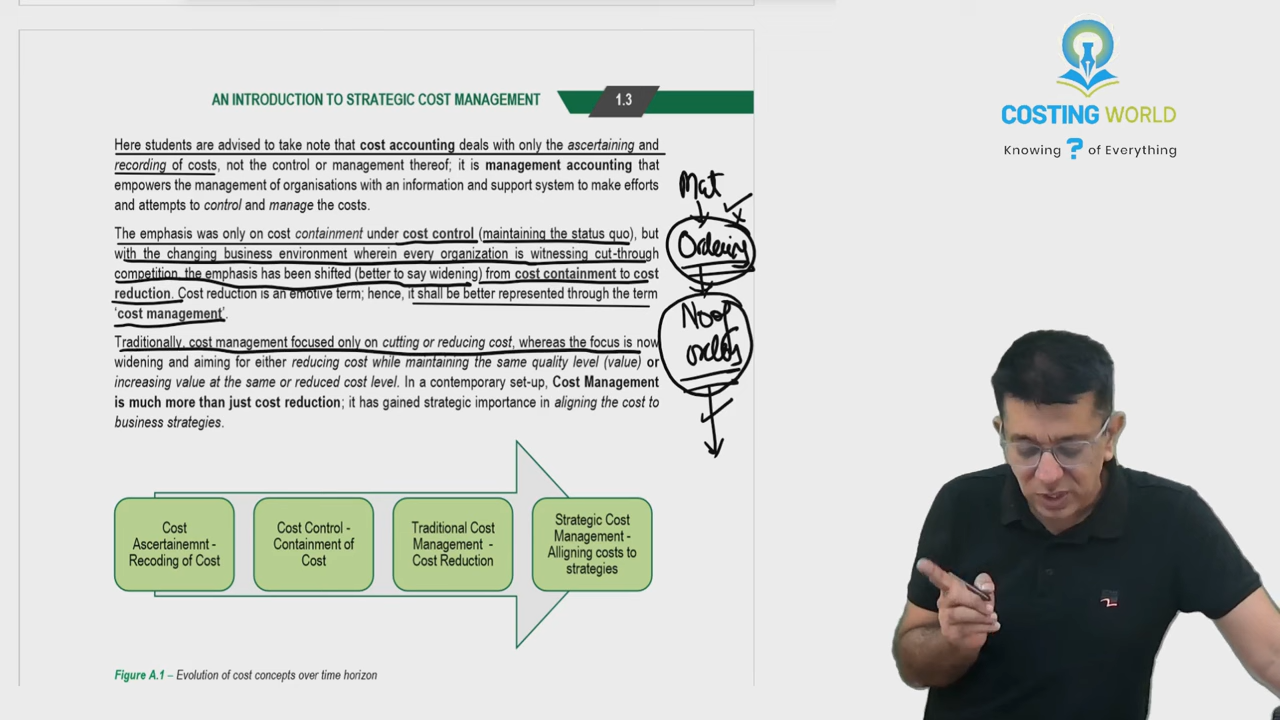 AN INTRODUCTION TO STRATEGIC COST MANAGEMENT 1.3
Here students are advised to take note that cost accounting deals with only the ascertaining and
recording of costs, not the control or management thereof; it is management accounting that
empowers the management of organisations with an information and support system to make efforts
and attempts to control and manage the costs.
The emphasis was only on cost containment under cost control (maintaining the status quo), but
with the changing business environment wherein every organization is witnessing cut-through
competition, the emphasis has been shifted (better to say widening) from cost containment to cost
reduction. Cost reduction is an emotive term; hence, it shall be better represented through the term
‘cost management’.
Traditionally, cost management focused only on cutting or reducing cost, whereas the focus is now
widening and aiming for either reducing cost while maintaining the same quality level (value) or
increasing value at the same or reduced cost level. In a contemporary set-up, Cost Management
is much more than just cost reduction; it has gained strategic importance in aligning the cost to
business strategies.
Mat
Ordering
No of
orders
Cost
Ascertainemnt -
Recoding of Cost
Cost Control -
Containment of
Cost
Traditional Cost
Management -
Cost Reduction
Strategic Cost
Management -
Alligning costs to
strategies
Figure A.1 – Evolution of cost concepts over time horizon
COSTING WORLD
Knowing ? of Everything